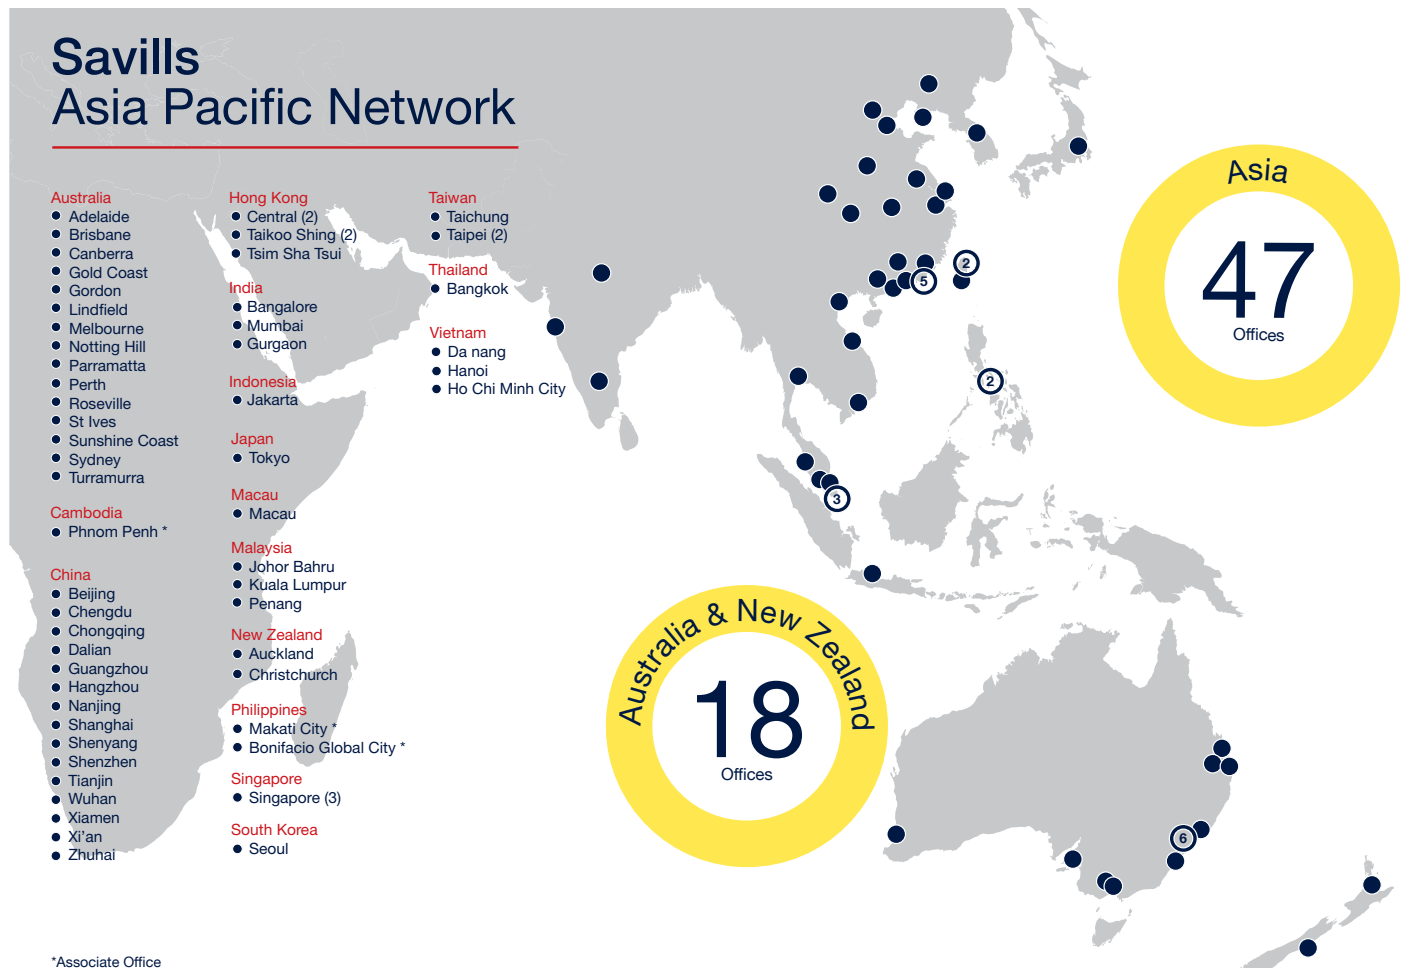 Savills
Asia Pacific Network
Australia
Adelaide
Brisbane
Canberra
Gold Coast
Gordon
Lindfield
Melbourne
Notting Hill
Parramatta
Perth
Roseville
St Ives
Sunshine Coast
Sydney
Turramurra
Cambodia
Phnom Penh *
China
Beijing
Chengdu
Chongqing
Dalian
Guangzhou
Hangzhou
Nanjing
Shanghai
Shenyang
Shenzhen
Tianjin
Wuhan
Xiamen
Xi’an
Zhuhai
Hong Kong
Central (2)
Taikoo Shing (2)
Tsim Sha Tsui
India
Bangalore
Mumbai
Gurgaon
Indonesia
Jakarta
Japan
Tokyo
Macau
Macau
Malaysia
Johor Bahru
Kuala Lumpur
Penang
New Zealand
Auckland
Christchurch
Philippines
Makati City *
Bonifacio Global City *
Singapore
Singapore (3)
South Korea
Seoul
Taiwan
Taichung
Taipei (2)
Thailand
Bangkok
Vietnam
Da nang
Hanoi
Ho Chi Minh City
2
5
2
3
6
Asia
47
Offices
Australia & New Zealand
18
Offices
*Associate Office